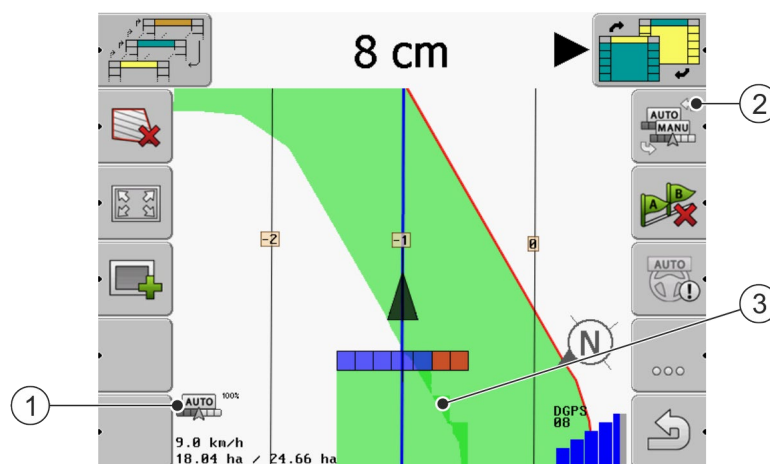 8 cm
2
AUTO
MANU
A B
-2
-1
0
AUTO
3
N
1
AUTO 100%
DGPS
08
9.0 km/h
18.04 ha / 24.66 ha